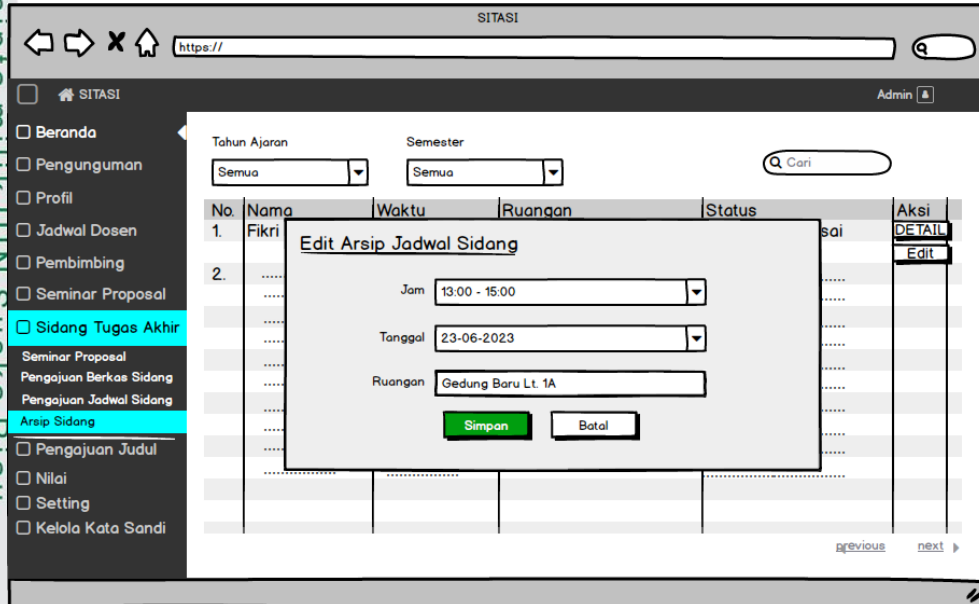 SITASI
https://
SITASI
Admin
Beranda
Pengunguman
Profil
Jadwal Dosen
Pembimbing
Seminar Proposal
Sidang Tugas Akhir
Seminar Proposal
Pengajuan Berkas Sidang
Pengajuan Jadwal Sidang
Arsip Sidang
Pengajuan Judul
Nilai
Setting
Kelola Kata Sandi
Tahun Ajaran Semester
Semua Semua Cari
No. Nama Waktu Ruangan Status Aksi
1. Fikri sai DETAIL
Edit
2.
Edit Arsip Jadwal Sidang
Jam 13:00 - 15:00
Tanggal 23-06-2023
Ruangan Gedung Baru Lt. 1A
Simpan Batal
previous next